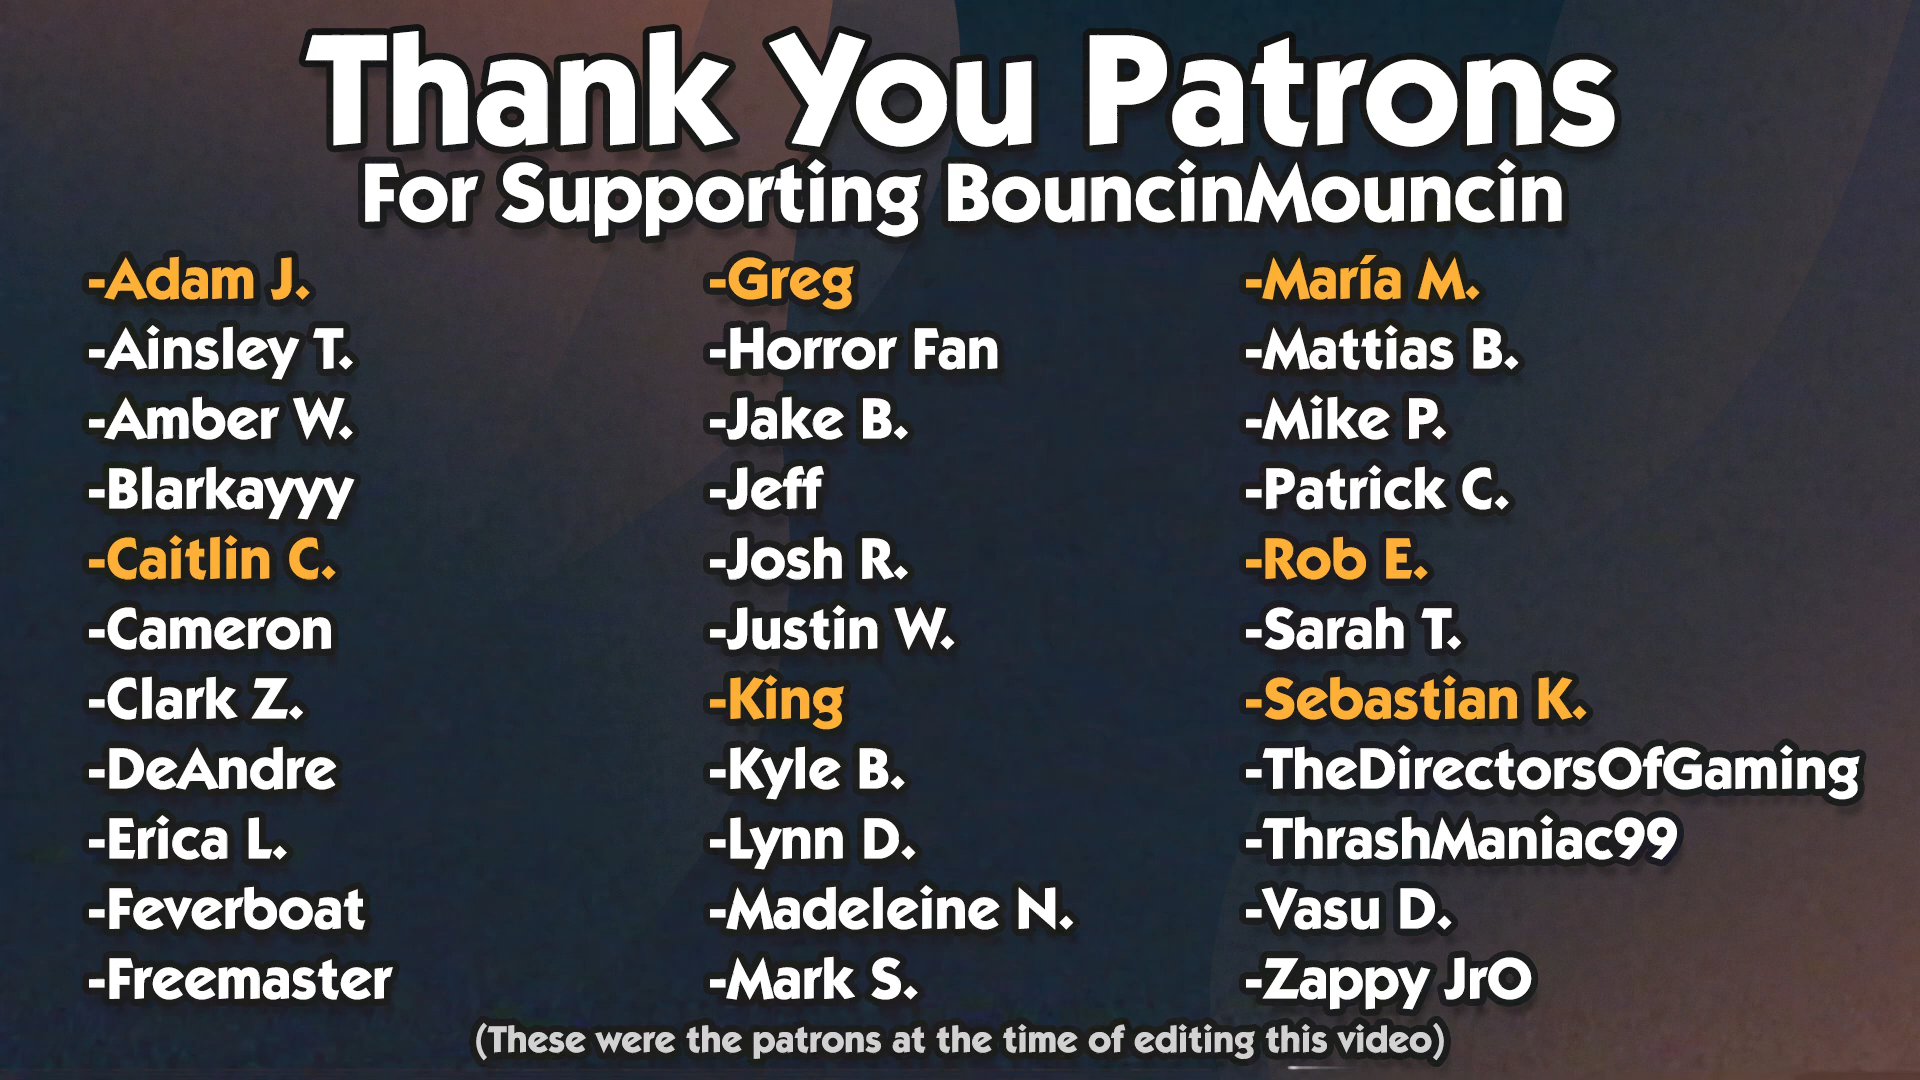 Thank You Patrons
For Supporting BouncinMouncin
-Adam J.
-Ainsley T.
-Amber W.
-Blarkayyy
-Caitlin C.
-Cameron
-Clark Z.
-DeAndre
-Erica L.
-Feverboat
-Freemaster
-Greg
-Horror Fan
-Jake B.
-Jeff
-Josh R.
-Justin W.
-King
-Kyle B.
-Lynn D.
-Madeleine N.
-Mark S.
-María M.
-Mattias B.
-Mike P.
-Patrick C.
-Rob E.
-Sarah T.
-Sebastian K.
-TheDirectorsOfGaming
-ThrashManiac99
-Vasu D.
-Zappy JrO
(These were the patrons at the time of editing this video)